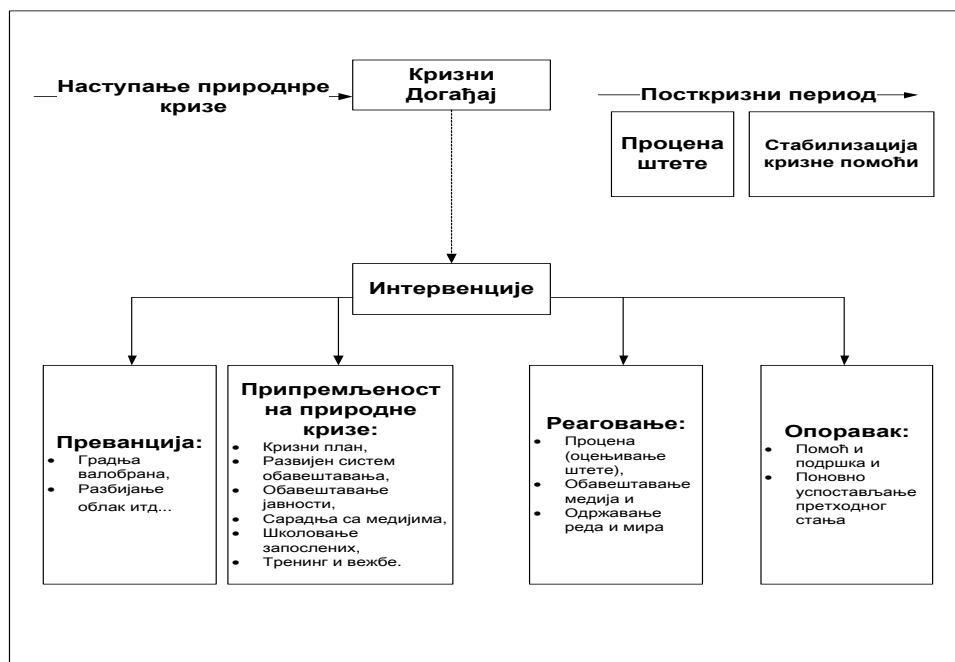 Наступање природнре
кризе
Кризни
Догађај
Посткризни период
Процена
штете
Стабилизација
кризне помоћи
Интервенције
Преванција:
• Градња
валобрана,
• Разбијање
облак итд...
Припремљеност
на природне
кризе:
• Кризни план,
• Развијен систем
обавештавања,
• Обавештавање
јавности,
• Сарадња са медијима,
• Школовање
запослених,
• Тренинг и вежбе.
Реаговање:
• Процена
(оцењивање
штете),
• Обавештавање
медија и
• Одржавање
реда и мира
Опоравак:
• Помоћ и
подршка и
• Поновно
успостављање
претходног
стања